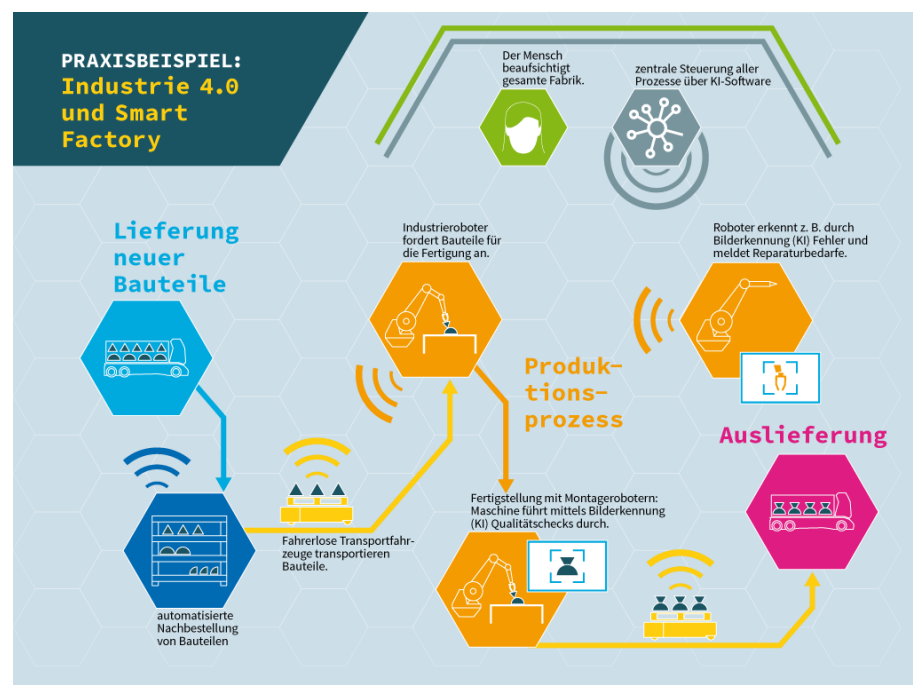 PRAXISBEISPIEL:
Industrie 4.0
und Smart
Factory
Der Mensch
beaufsichtigt
gesamte Fabrik.
zentrale Steuerung aller
Prozesse über KI-Software
Lieferung
neuer
Bauteile
Industrieroboter
fordert Bauteile für
die Fertigung an.
Roboter erkennt z. B. durch
Bilderkennung (KI) Fehler und
meldet Reparaturbedarfe.
Produk-
tions-
prozess
Auslieferung
Fahrerlose Transportfahr-
zeuge transportieren
Bauteile.
Fertigstellung mit Montagerobotern:
Maschine führt mittels Bilderkennung
(KI) Qualitätschecks durch.
automatisierte
Nachbestellung
von Bauteilen